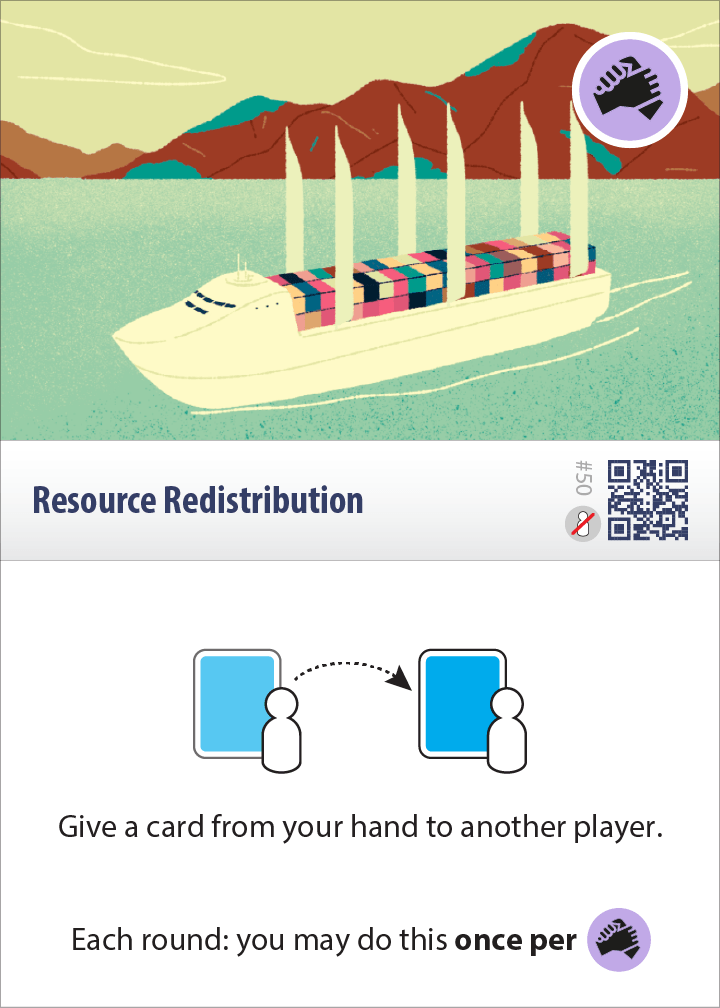 Resource Redistribution
#50
Give a card from your hand to another player.
Each round: you may do this once per